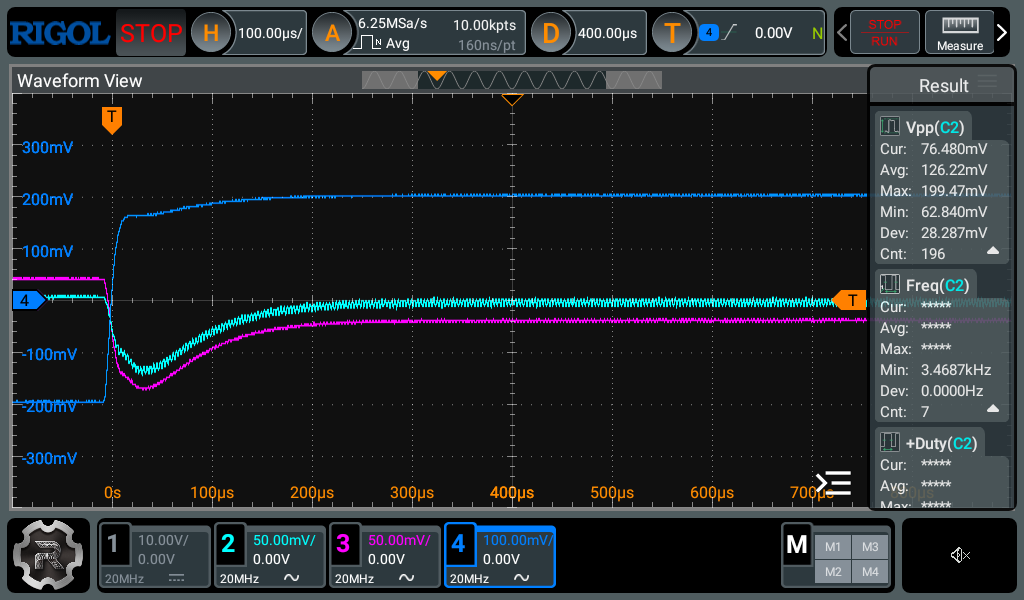 RIGOL STOP H 100.00µs/ A 6.25MSa/s 10.00kpts D 400.00µs T 4 0.00V N STOP
N Avg 160ns/pt RUN Measure
Waveform View Result
T
Vpp(C2)
Cur: 76.480mV
Avg: 126.22mV
Max: 199.47mV
Min: 62.840mV
Dev: 28.287mV
Cnt: 196
Freq(C2)
Cur: *****
Avg: *****
Max: *****
Min: 3.4687kHz
Dev: 0.0000Hz
Cnt: 7
+Duty(C2)
Cur: *****
Avg: *****
Max: *****
300mV
200mV
100mV
4 T
-100mV
-200mV
-300mV
0s 100µs 200µs 300µs 400µs 500µs 600µs 700µs
1 10.00V/ 0.00V 20MHz
2 50.00mV/ 0.00V 20MHz
3 50.00mV/ 0.00V 20MHz
4 100.00mV/ 0.00V 20MHz
M M1 M3
M2 M4